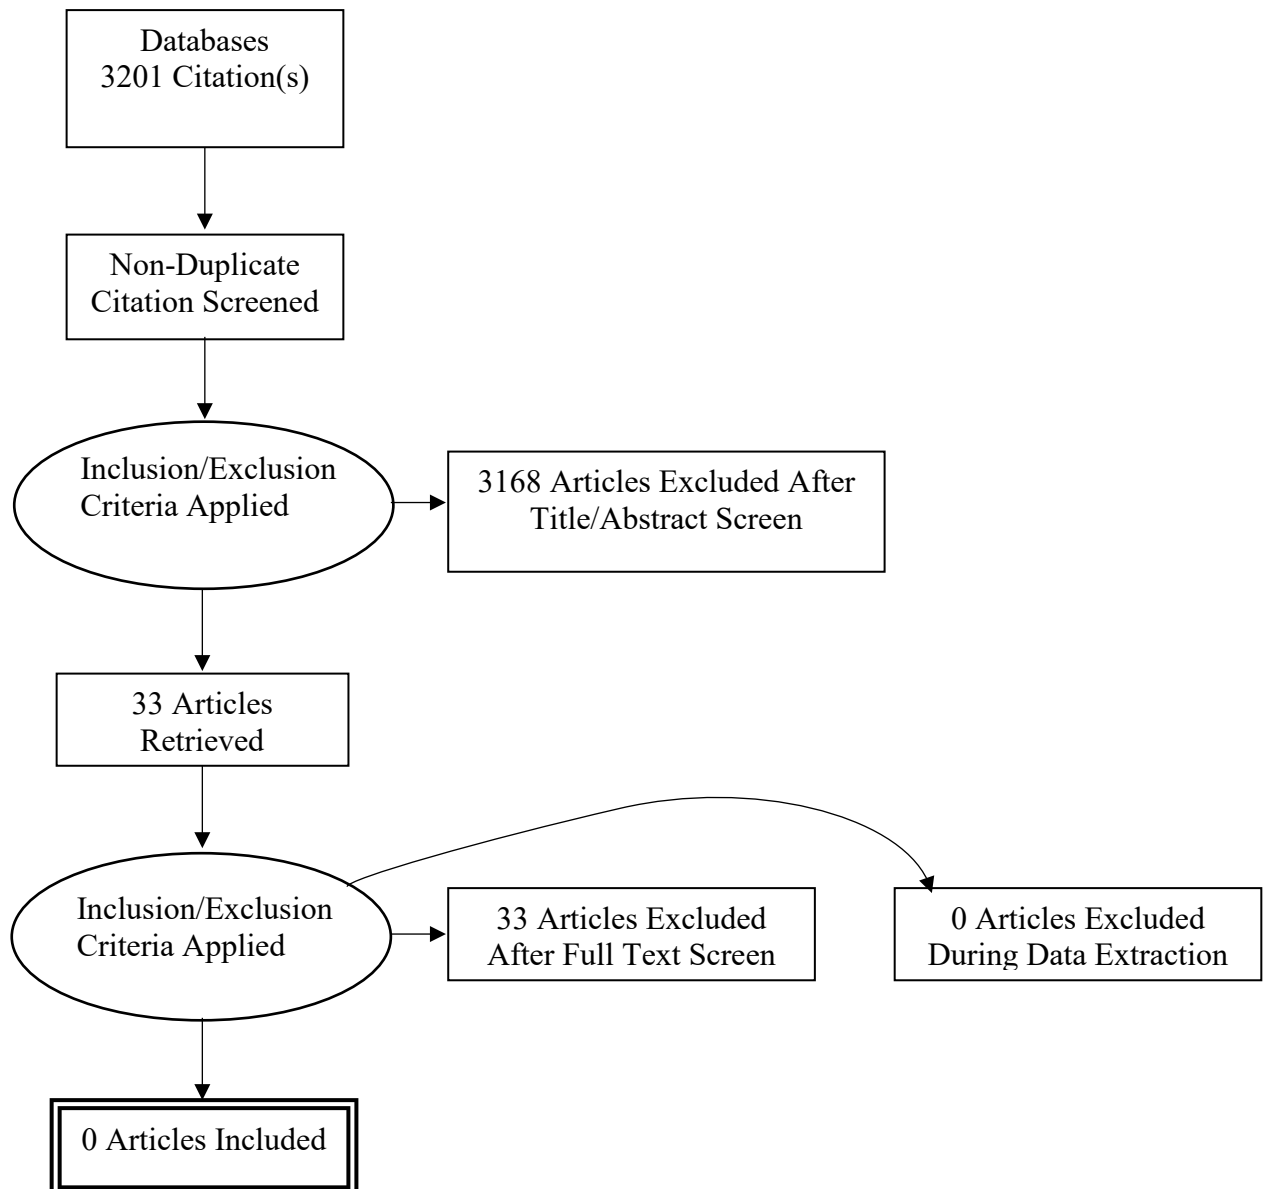 Databases
3201 Citation(s)
Non-Duplicate
Citation Screened
Inclusion/Exclusion
Criteria Applied
3168 Articles Excluded After
Title/Abstract Screen
33 Articles
Retrieved
Inclusion/Exclusion
Criteria Applied
33 Articles Excluded
After Full Text Screen
0 Articles Excluded
During Data Extraction
0 Articles Included